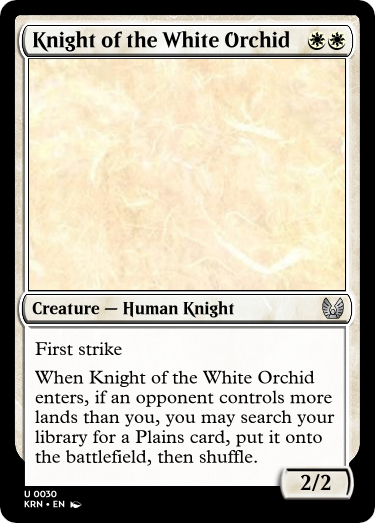 Knight of the White Orchid
Creature — Human Knight
First strike
When Knight of the White Orchid
enters, if an opponent controls more
lands than you, you may search your
library for a Plains card, put it onto
the battlefield, then shuffle.
2/2
U 0030
KRN • EN